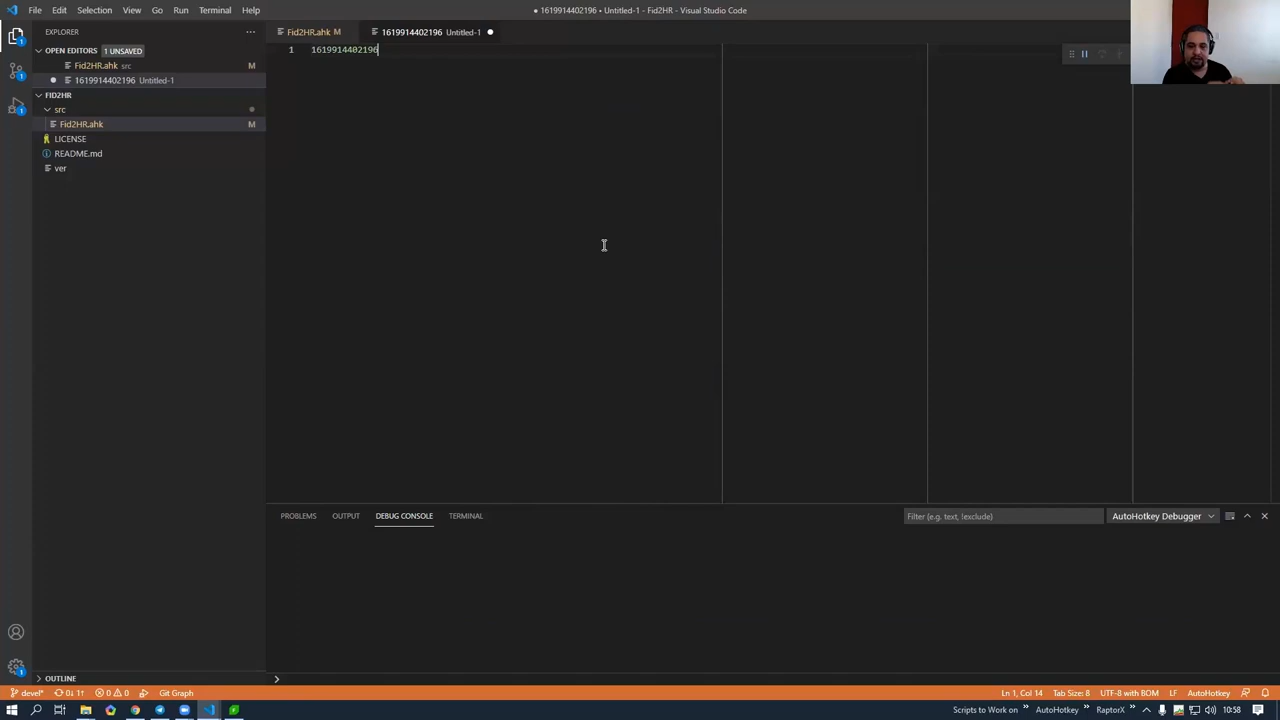 File Edit Selection View Go Run Terminal Help
● 1619914402196 • Untitled-1 - Fid2HR - Visual Studio Code
EXPLORER
Fid2HR.ahk M
1619914402196 Untitled-1
OPEN EDITORS 1 UNSAVED
1 1619914402196
Fid2HR.ahk src M
1619914402196 Untitled-1
FID2HR
src
Fid2HR.ahk M
LICENSE
README.md
ver
PROBLEMS OUTPUT DEBUG CONSOLE TERMINAL
Filter (e.g. text, !exclude) AutoHotkey Debugger
OUTLINE
devel* 0↓ 1↑ 0 0 Git Graph
Ln 1, Col 14 Tab Size: 8 UTF-8 with BOM LF AutoHotkey
Scripts to Work on » AutoHotkey » RaptorX » 10:58